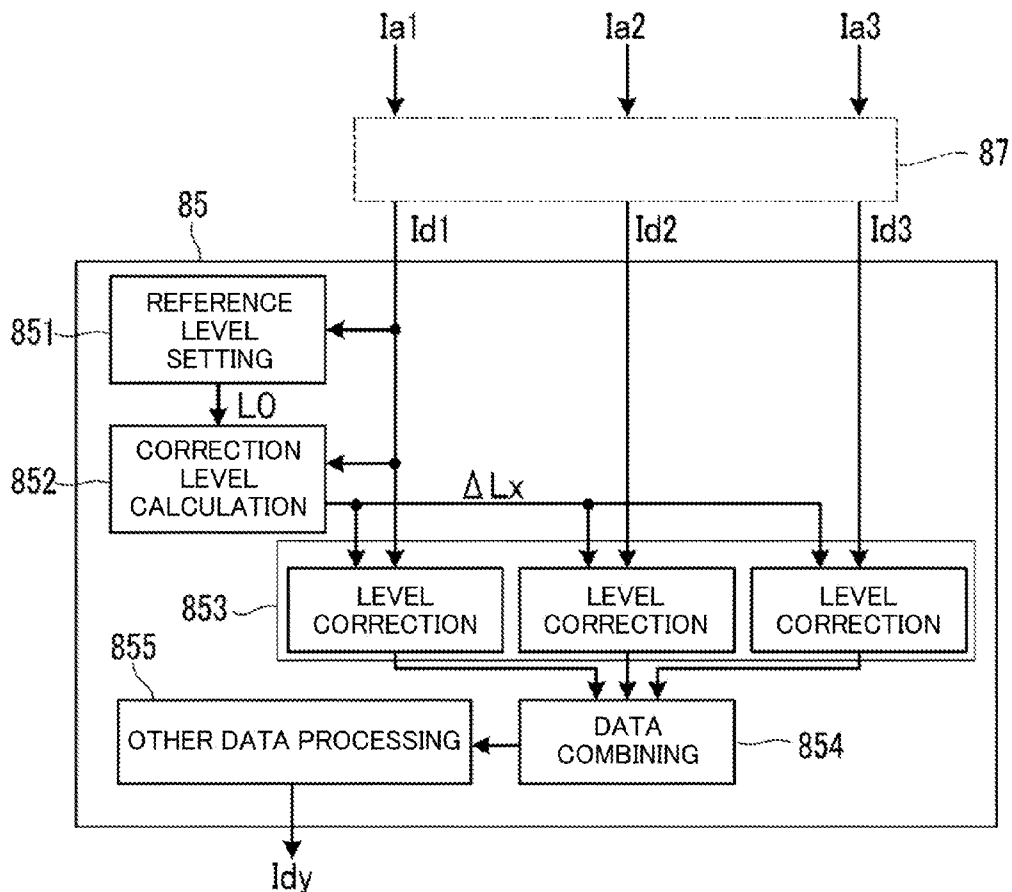 Ia1 Ia2 Ia3
87
85
Id1 Id2 Id3
851
REFERENCE
LEVEL
SETTING
L0
852
CORRECTION
LEVEL
CALCULATION
ΔLx
853
LEVEL
CORRECTION
LEVEL
CORRECTION
LEVEL
CORRECTION
855
OTHER DATA PROCESSING
DATA
COMBINING
854
Idy